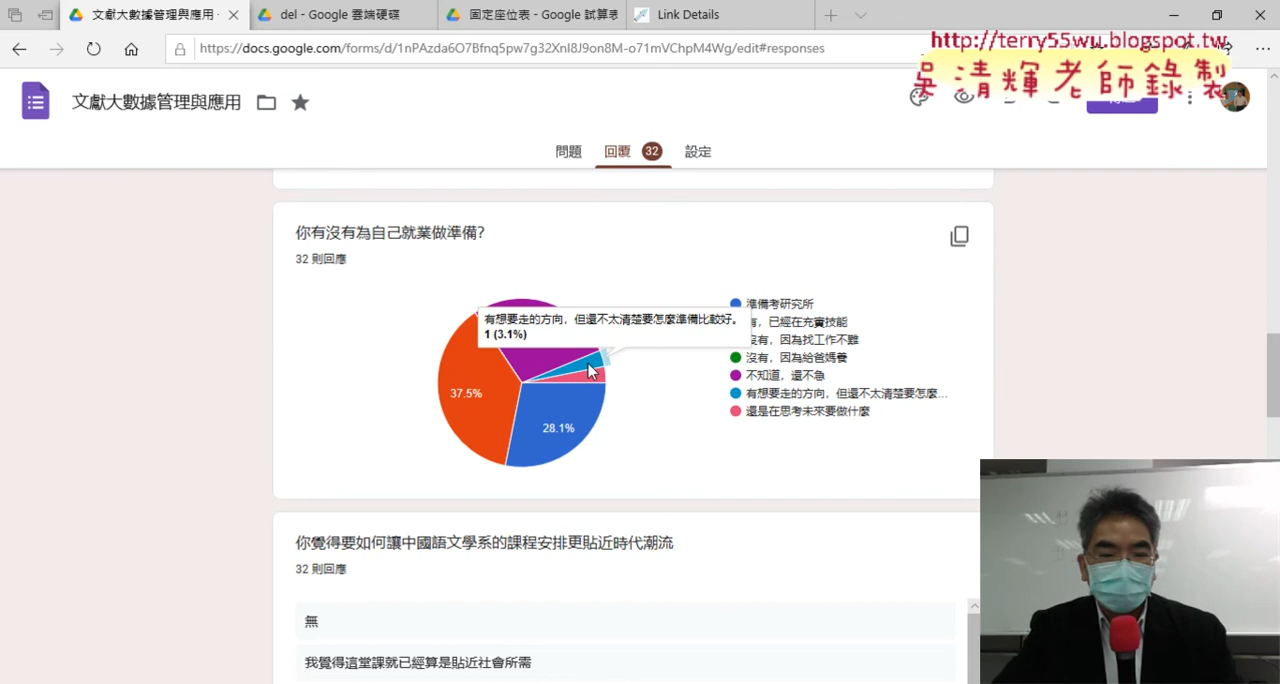 文獻大數據管理與應用 -
del - Google 雲端硬碟
固定座位表 - Google 試算表
Link Details
https://docs.google.com/forms/d/1nPAzda6O7Bfnq5pw7g32XnI8J9on8M-o71mVChpM4Wg/edit#responses
http://terry55wu.blogspot.tw
吳清輝老師錄製
文獻大數據管理與應用
問題
回覆 32
設定
你有沒有為自己就業做準備?
32 則回應
有想要走的方向，但還不太清楚要怎麼準備比較好。
1 (3.1%)
37.5%
28.1%
準備考研究所
有，已經在充實技能
沒有，因為找工作不難
沒有，因為給爸媽養
不知道，還不急
有想要走的方向，但還不太清楚要怎麼…
還是在思考未來要做什麼
你覺得要如何讓中國語文學系的課程安排更貼近時代潮流
32 則回應
無
我覺得這堂課就已經算是貼近社會所需